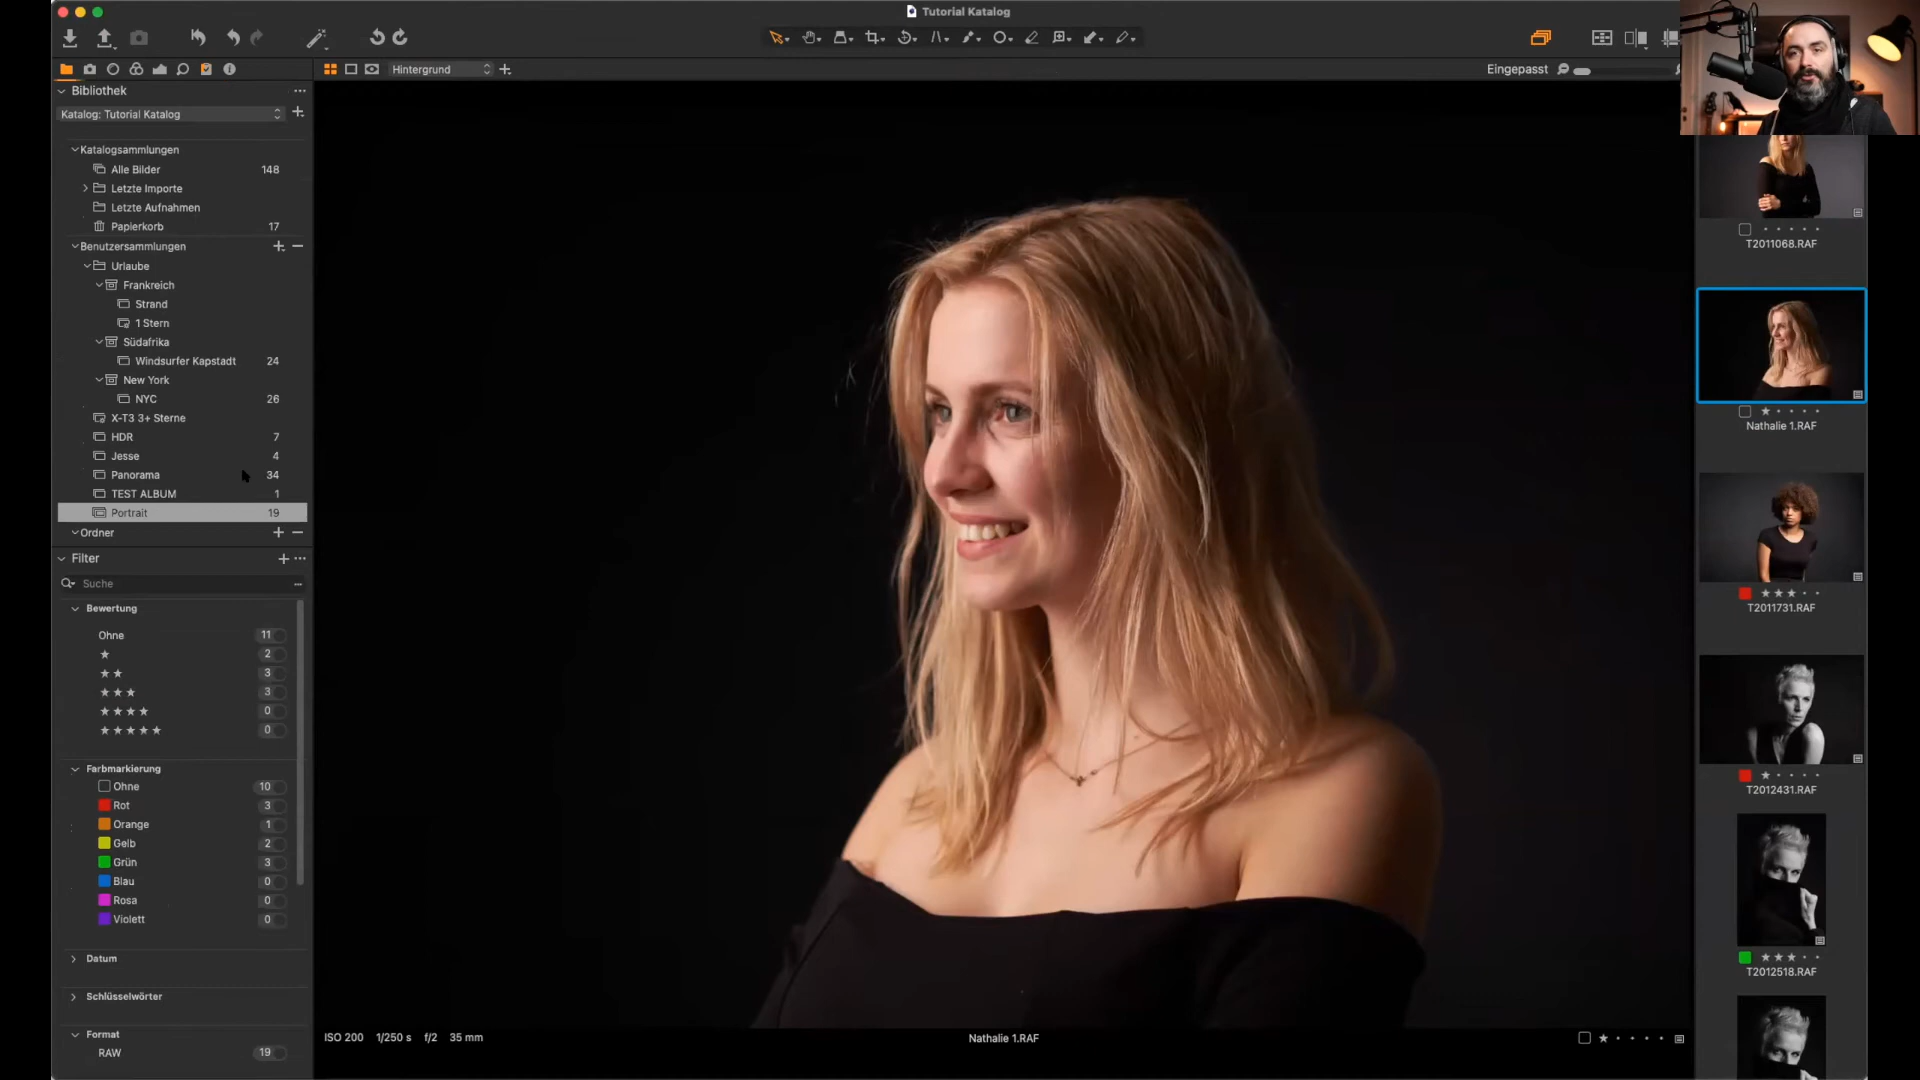 Tutorial Katalog
Hintergrund
Eingepasst
Bibliothek
Katalog: Tutorial Katalog
Katalogsammlungen
Alle Bilder 148
Letzte Importe
Letzte Aufnahmen
Papierkorb 17
Benutzersammlungen
Urlaube
Frankreich
Strand
1 Stern
Südafrika
Windsurfer Kapstadt 24
New York
NYC 26
X-T3 3+ Sterne
HDR 7
Jesse 4
Panorama 34
TEST ALBUM 1
Portrait 19
Ordner
Filter
Suche
Bewertung
Ohne 11
★ 2
★★ 3
★★★ 3
★★★★ 0
★★★★★ 0
Farbmarkierung
Ohne 10
Rot 3
Orange 1
Gelb 2
Grün 3
Blau 0
Rosa 0
Violett 0
Datum
Schlüsselwörter
Format
RAW 19
ISO 200 1/250 s f/2 35 mm
Nathalie 1.RAF
T2011068.RAF
Nathalie 1.RAF
T2011731.RAF
T2012431.RAF
T2012518.RAF